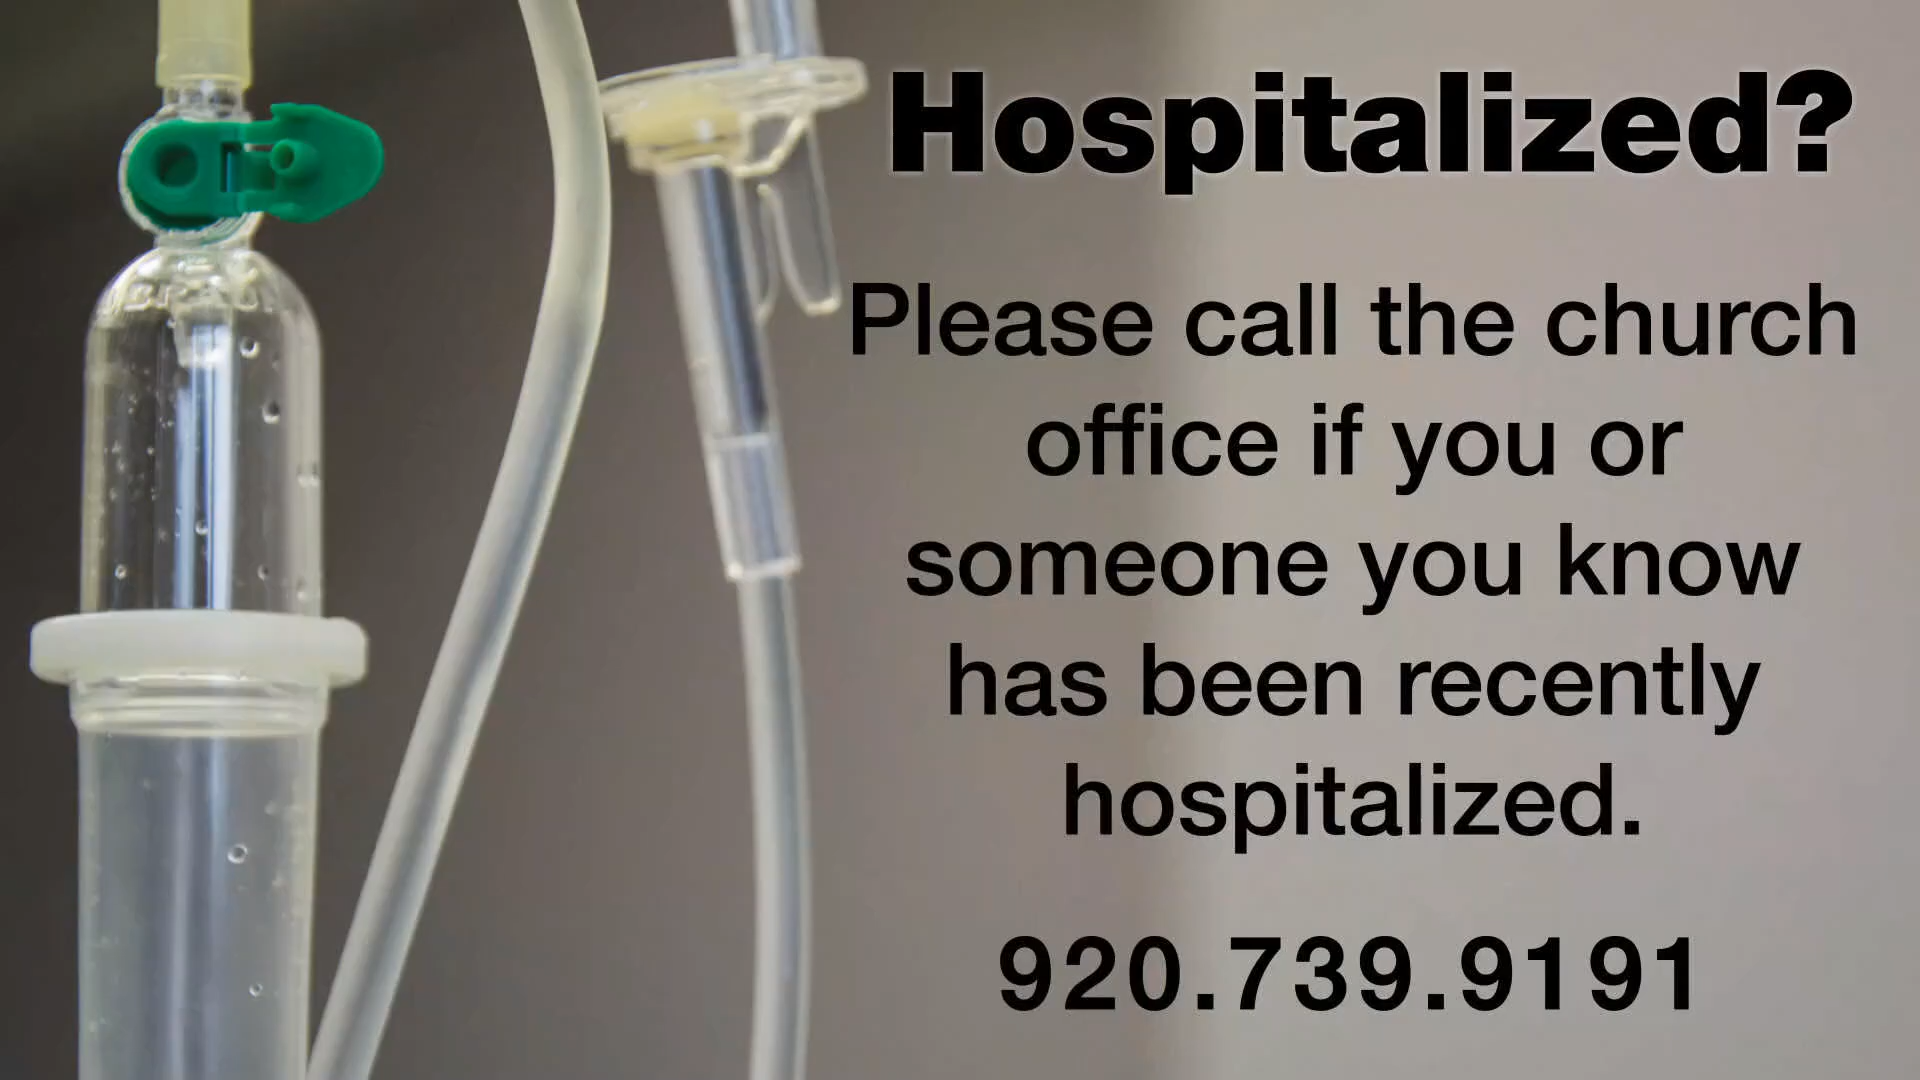 Hospitalized?
Please call the church
office if you or
someone you know
has been recently
hospitalized.
920.739.9191